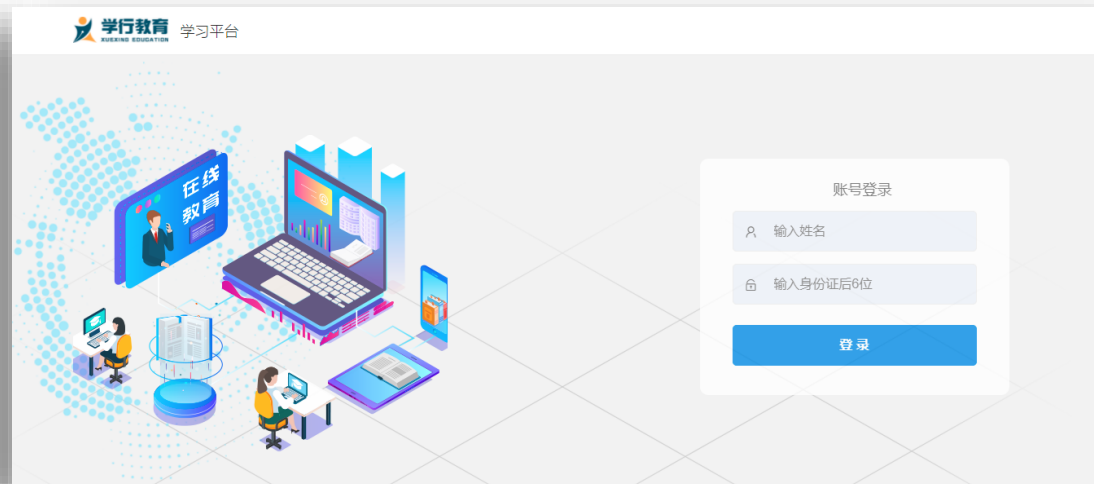 学行教育
XUEXING EDUCATION
学习平台
在线
教育
账号登录
输入姓名
输入身份证后6位
登 录